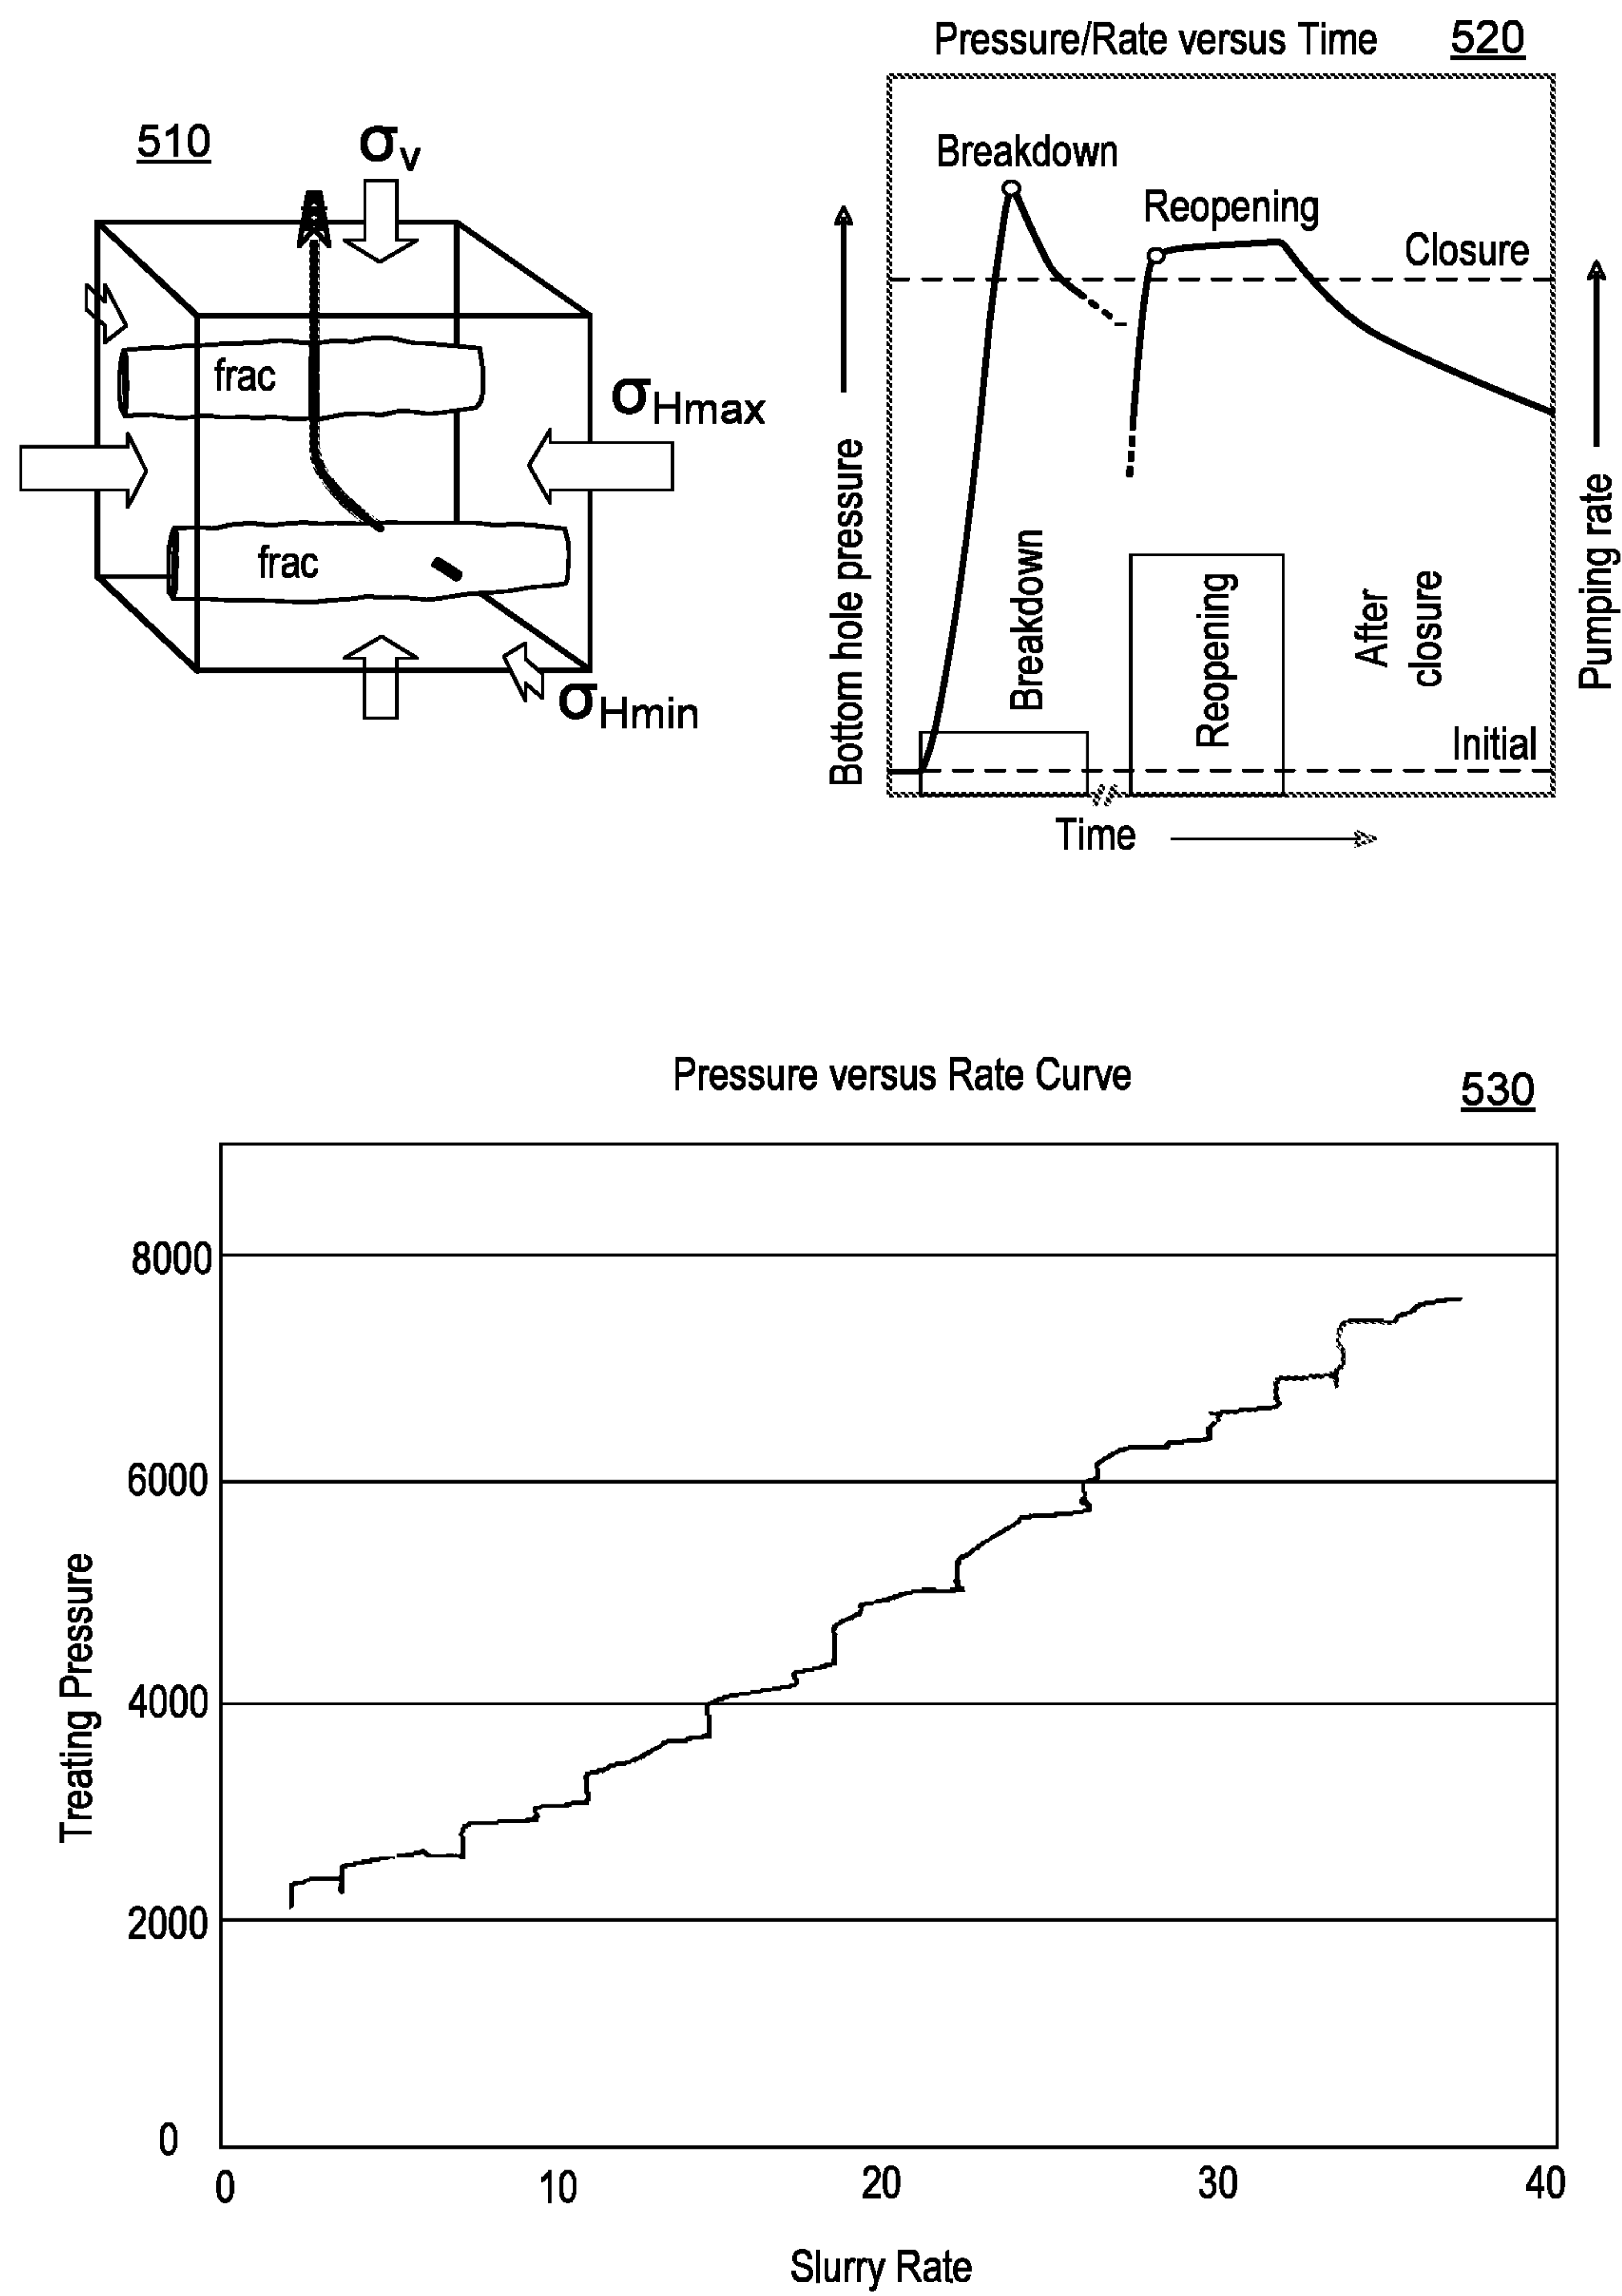 510
σv
frac
σHmax
frac
σHmin
Pressure/Rate versus Time
520
Breakdown
Reopening
Closure
Bottom hole pressure
Pumping rate
Breakdown
Reopening
After
closure
Initial
Time
Pressure versus Rate Curve
530
8000
6000
4000
2000
0
Treating Pressure
0 10 20 30 40
Slurry Rate